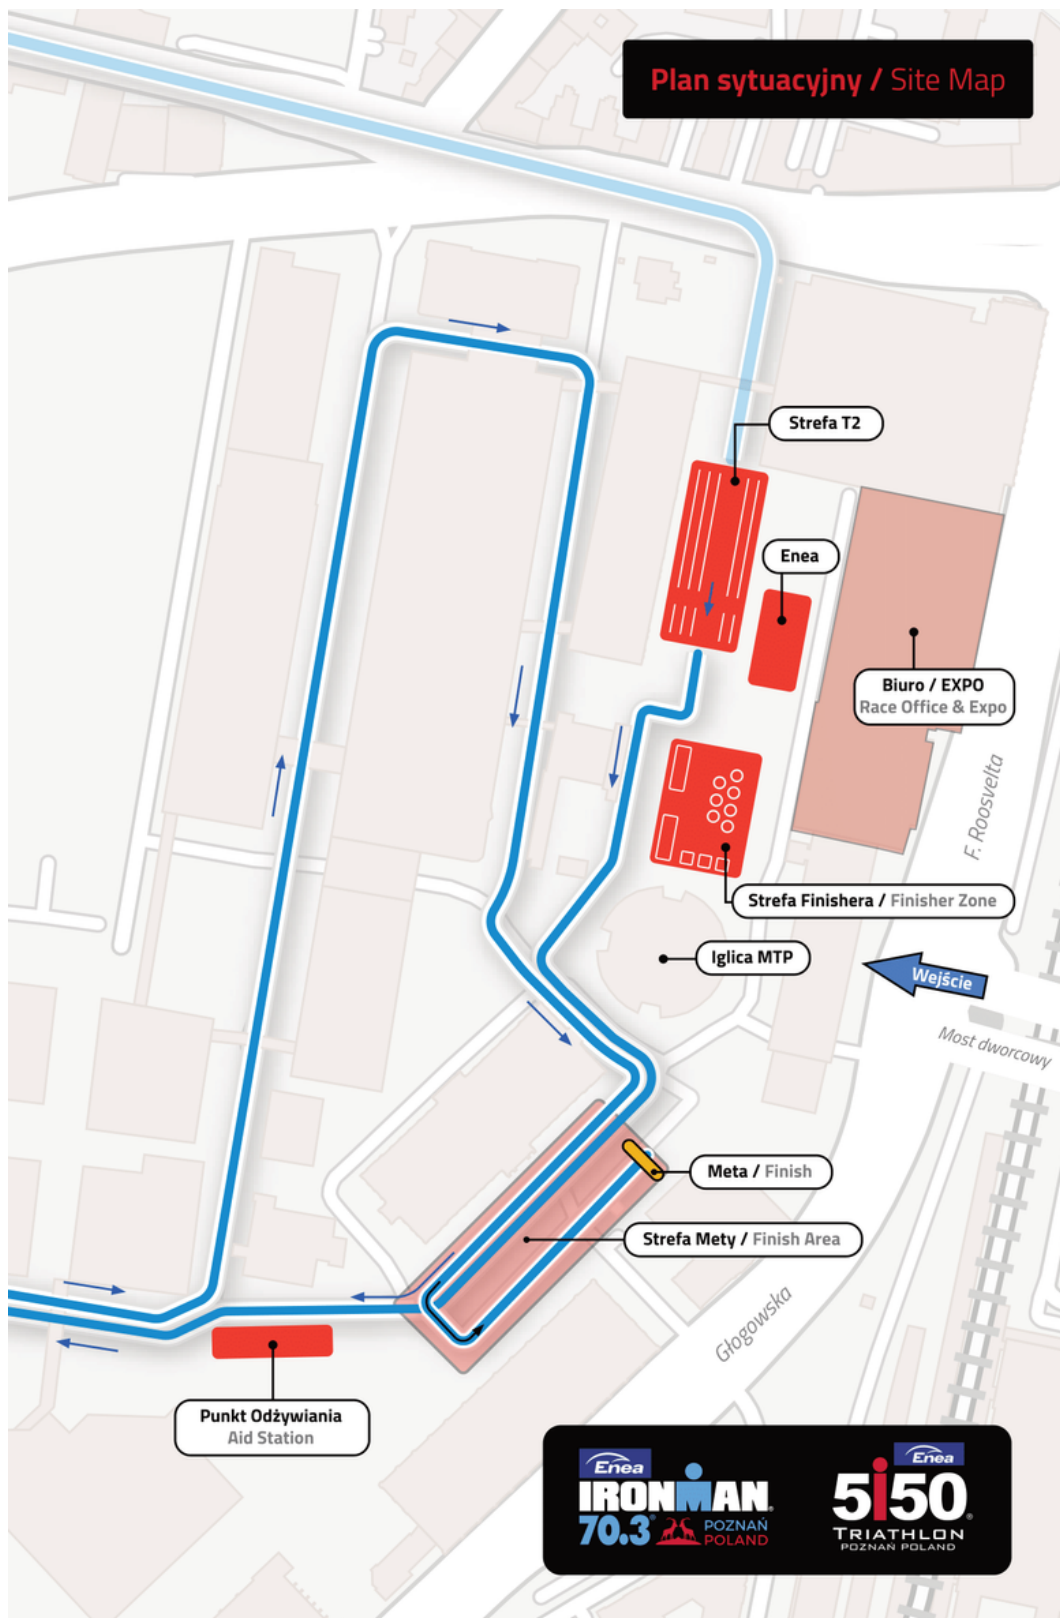 Plan sytuacyjny / Site Map
Strefa T2
Enea
Biuro / EXPO
Race Office & Expo
F. Roosvelta
Strefa Finishera / Finisher Zone
Iglica MTP
Wejście
Most dworcowy
Meta / Finish
Strefa Mety / Finish Area
Głogowska
Punkt Odżywiania
Aid Station
Enea
IRONMAN®
70.3® POZNAŃ
POLAND
Enea
5i50®
TRIATHLON
POZNAŃ POLAND